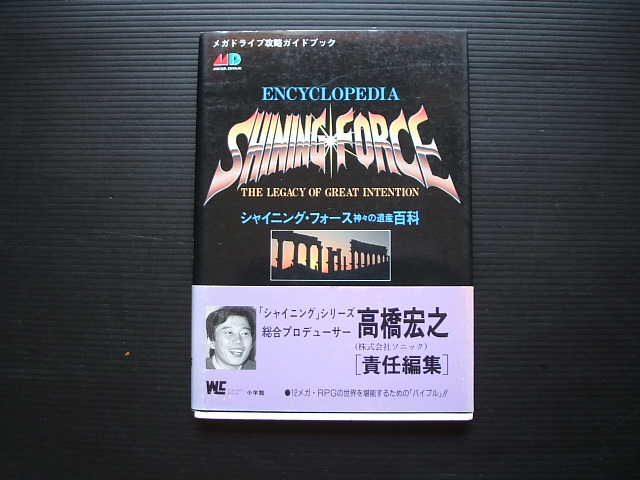 メガドライブ攻略ガイドブック
MD
MEGA DRIVE
ENCYCLOPEDIA
SHINING FORCE
THE LEGACY OF GREAT INTENTION
シャイニング・フォース神々の遺産百科
「シャイニング」シリーズ
総合プロデューサー
高橋宏之
(株式会社ソニック)
[責任編集]
小学館
●12メガ・RPGの世界を堪能するための「バイブル」!!